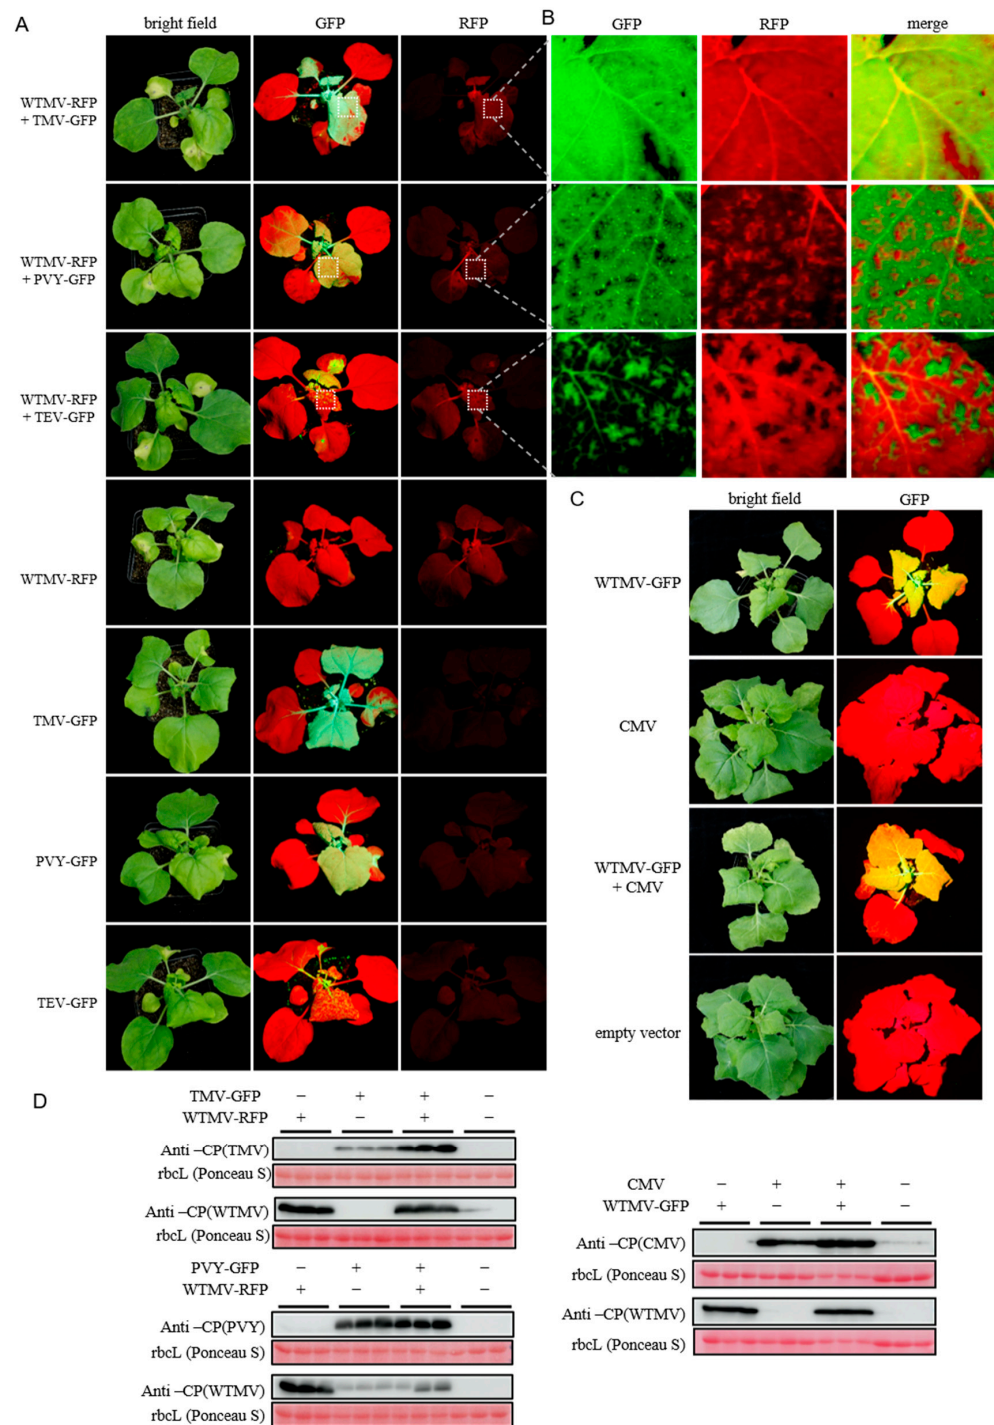 A
bright field GFP RFP
WTMV-RFP
+ TMV-GFP
WTMV-RFP
+ PVY-GFP
WTMV-RFP
+ TEV-GFP
WTMV-RFP
TMV-GFP
PVY-GFP
TEV-GFP
B
GFP RFP merge
C
bright field GFP
WTMV-GFP
CMV
WTMV-GFP
+ CMV
empty vector
D
TMV-GFP − + + −
WTMV-RFP + − + −
Anti −CP(TMV)
rbcL (Ponceau S)
Anti −CP(WTMV)
rbcL (Ponceau S)
PVY-GFP − + + −
WTMV-RFP + − + −
Anti −CP(PVY)
rbcL (Ponceau S)
Anti −CP(WTMV)
rbcL (Ponceau S)
CMV − + + −
WTMV-GFP + − + −
Anti −CP(CMV)
rbcL (Ponceau S)
Anti −CP(WTMV)
rbcL (Ponceau S)